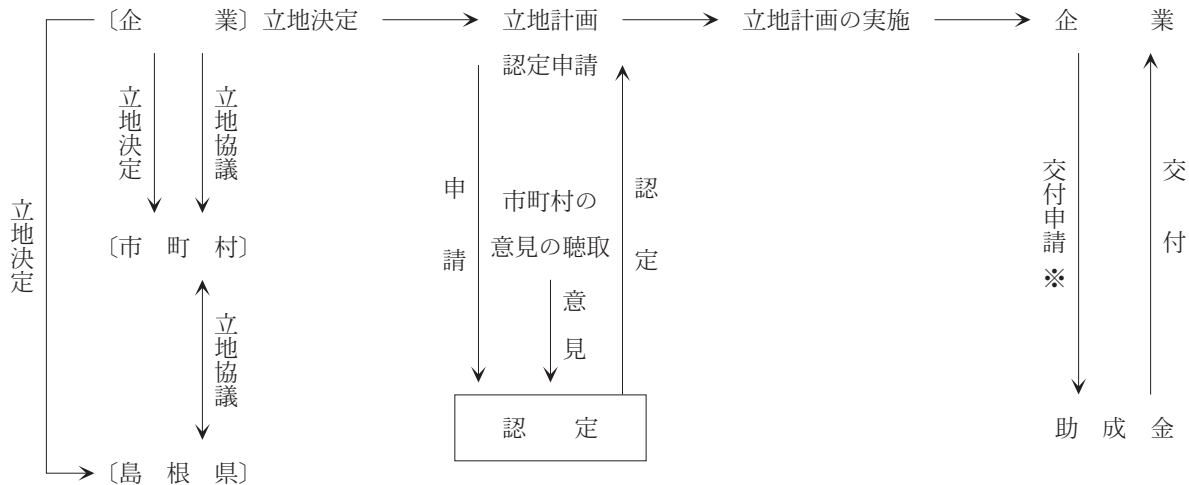 〔企　業〕立地決定
立地計画
認定申請
立地計画の実施
企　業
立地決定
立地決定
立地協議
〔市　町　村〕
立地協議
〔島　根　県〕
申請
市町村の
意見の聴取
意見
認定
認　定
交付申請※
交付
助　成　金